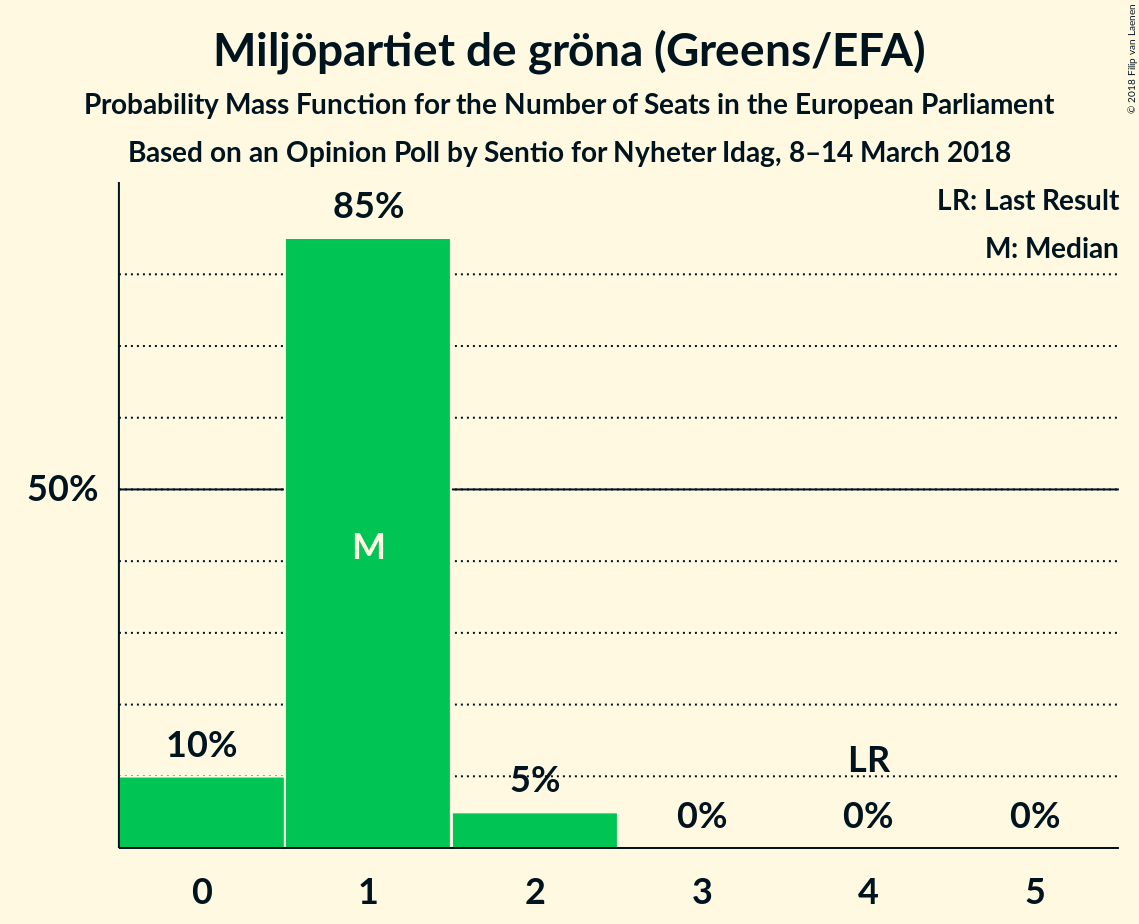 Miljöpartiet de gröna (Greens/EFA)
Probability Mass Function for the Number of Seats in the European Parliament
Based on an Opinion Poll by Sentio for Nyheter Idag, 8–14 March 2018
© 2018 Filip van Laenen
LR: Last Result
M: Median
85%
50%
M
10%
5%
LR
0%
0%
0%
0
1
2
3
4
5